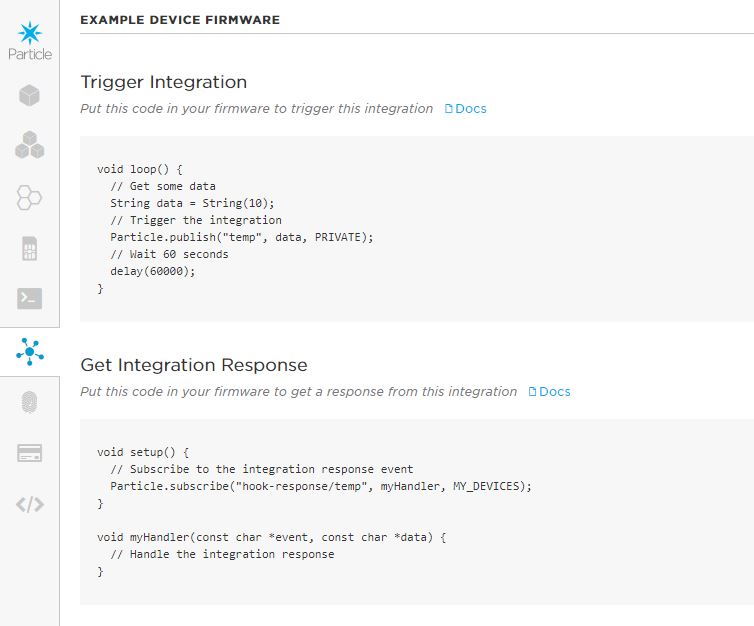 EXAMPLE DEVICE FIRMWARE
Particle
Trigger Integration
Put this code in your firmware to trigger this integration Docs
void loop() {
// Get some data
String data = String(10);
// Trigger the integration
Particle.publish("temp", data, PRIVATE);
// Wait 60 seconds
delay(60000);
}
Get Integration Response
Put this code in your firmware to get a response from this integration Docs
void setup() {
// Subscribe to the integration response event
Particle.subscribe("hook-response/temp", myHandler, MY_DEVICES);
}
void myHandler(const char *event, const char *data) {
// Handle the integration response
}